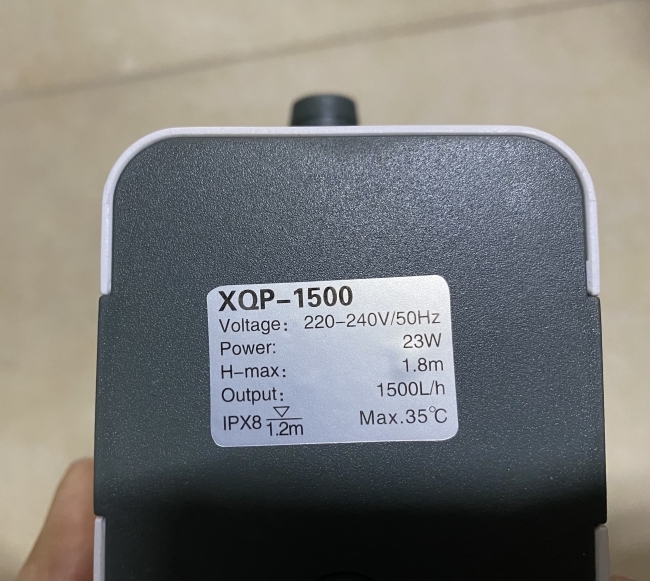 XQP-1500
Voltage: 220-240V/50Hz
Power: 23W
H-max: 1.8m
Output: 1500L/h
IPX8 ▽ 1.2m Max.35℃